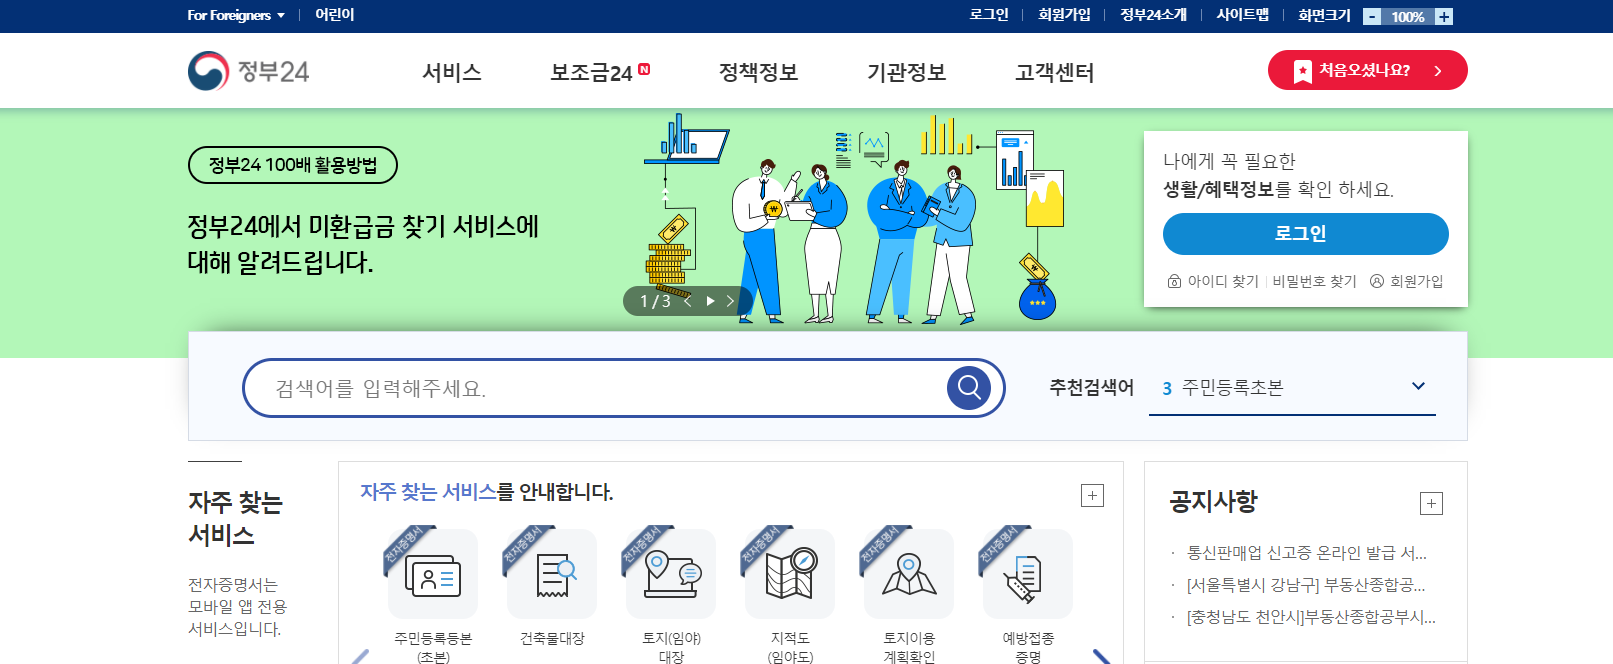 For Foreigners
어린이
로그인
회원가입
정부24소개
사이트맵
화면크기
- 100% +
정부24
서비스
보조금24 N
정책정보
기관정보
고객센터
처음오셨나요?
정부24 100배 활용방법
정부24에서 미환급금 찾기 서비스에
대해 알려드립니다.
1 / 3
나에게 꼭 필요한
생활/혜택정보를 확인 하세요.
로그인
아이디 찾기
비밀번호 찾기
회원가입
검색어를 입력해주세요.
추천검색어
3 주민등록초본
자주 찾는
서비스
전자증명서는
모바일 앱 전용
서비스입니다.
자주 찾는 서비스를 안내합니다.
전자증명서
주민등록등본
(초본)
전자증명서
건축물대장
전자증명서
토지(임야)
대장
전자증명서
지적도
(임야도)
전자증명서
토지이용
계획확인
전자증명서
예방접종
증명
공지사항
· 통신판매업 신고증 온라인 발급 서...
· [서울특별시 강남구] 부동산종합공...
· [충청남도 천안시]부동산종합공부시...